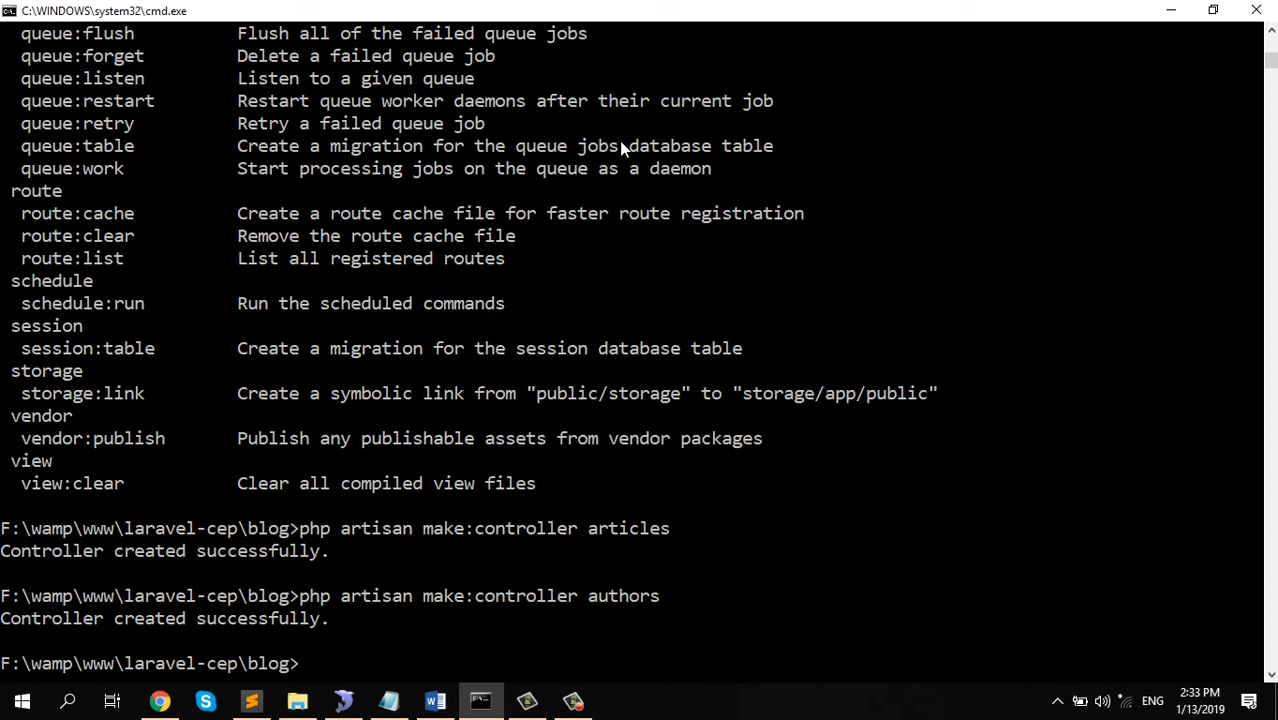 C:\WINDOWS\system32\cmd.exe
queue:flush Flush all of the failed queue jobs
queue:forget Delete a failed queue job
queue:listen Listen to a given queue
queue:restart Restart queue worker daemons after their current job
queue:retry Retry a failed queue job
queue:table Create a migration for the queue jobs database table
queue:work Start processing jobs on the queue as a daemon
route
route:cache Create a route cache file for faster route registration
route:clear Remove the route cache file
route:list List all registered routes
schedule
schedule:run Run the scheduled commands
session
session:table Create a migration for the session database table
storage
storage:link Create a symbolic link from "public/storage" to "storage/app/public"
vendor
vendor:publish Publish any publishable assets from vendor packages
view
view:clear Clear all compiled view files
F:\wamp\www\laravel-cep\blog>php artisan make:controller articles
Controller created successfully.
F:\wamp\www\laravel-cep\blog>php artisan make:controller authors
Controller created successfully.
F:\wamp\www\laravel-cep\blog>
ENG
2:33 PM
1/13/2019